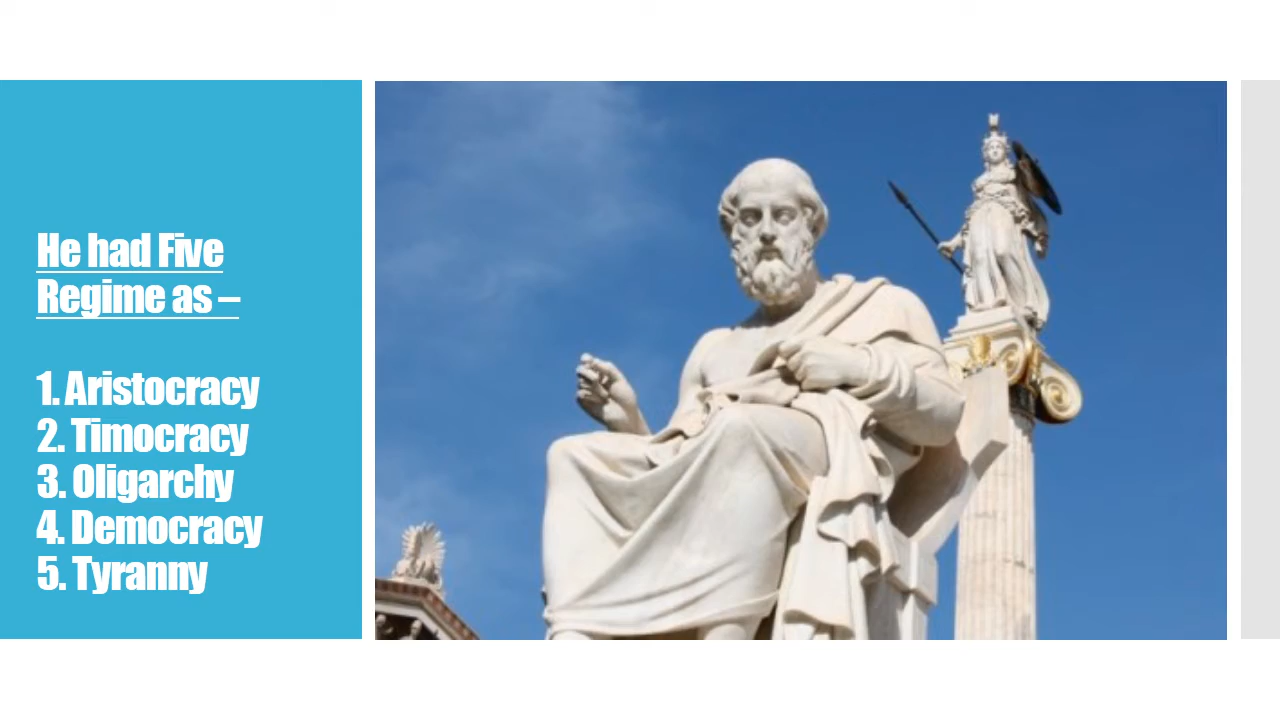 He had Five
Regime as –
1. Aristocracy
2. Timocracy
3. Oligarchy
4. Democracy
5. Tyranny